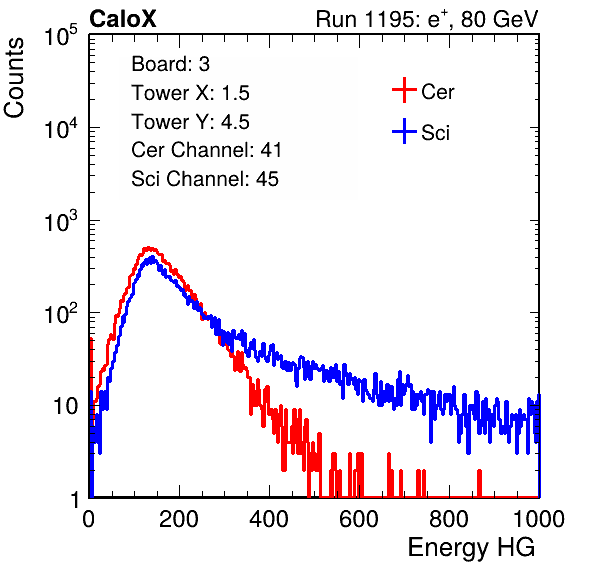 CaloX Run 1195: e⁺, 80 GeV
Counts
Board: 3
Tower X: 1.5
Tower Y: 4.5
Cer Channel: 41
Sci Channel: 45
Cer
Sci
10⁵
10⁴
10³
10²
10
1
0 200 400 600 800 1000
Energy HG